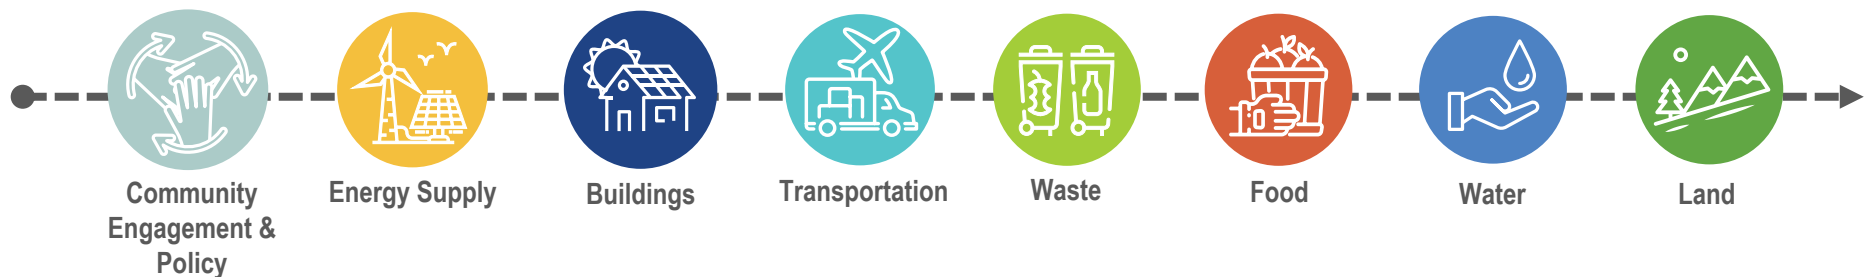 Community
Engagement &
Policy
Energy Supply
Buildings
Transportation
Waste
Food
Water
Land